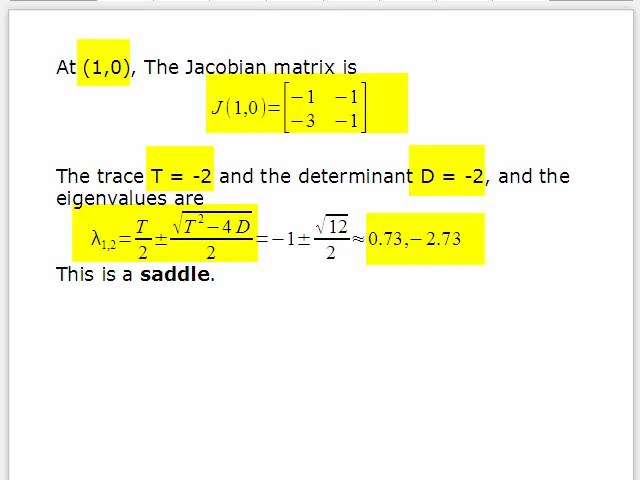 At (1,0), The Jacobian matrix is
J(1,0)=[−1 −1
−3 −1]
The trace T = -2 and the determinant D = -2, and the
eigenvalues are
λ1,2=T/2±√(T²−4D)/2=−1±√12/2≈0.73,−2.73
This is a saddle.